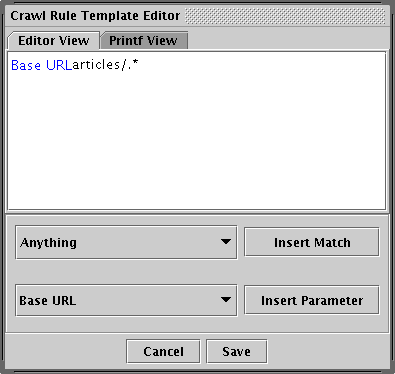 Crawl Rule Template Editor
Editor View Printf View
Base URLarticles/.*
Anything Insert Match
Base URL Insert Parameter
Cancel Save